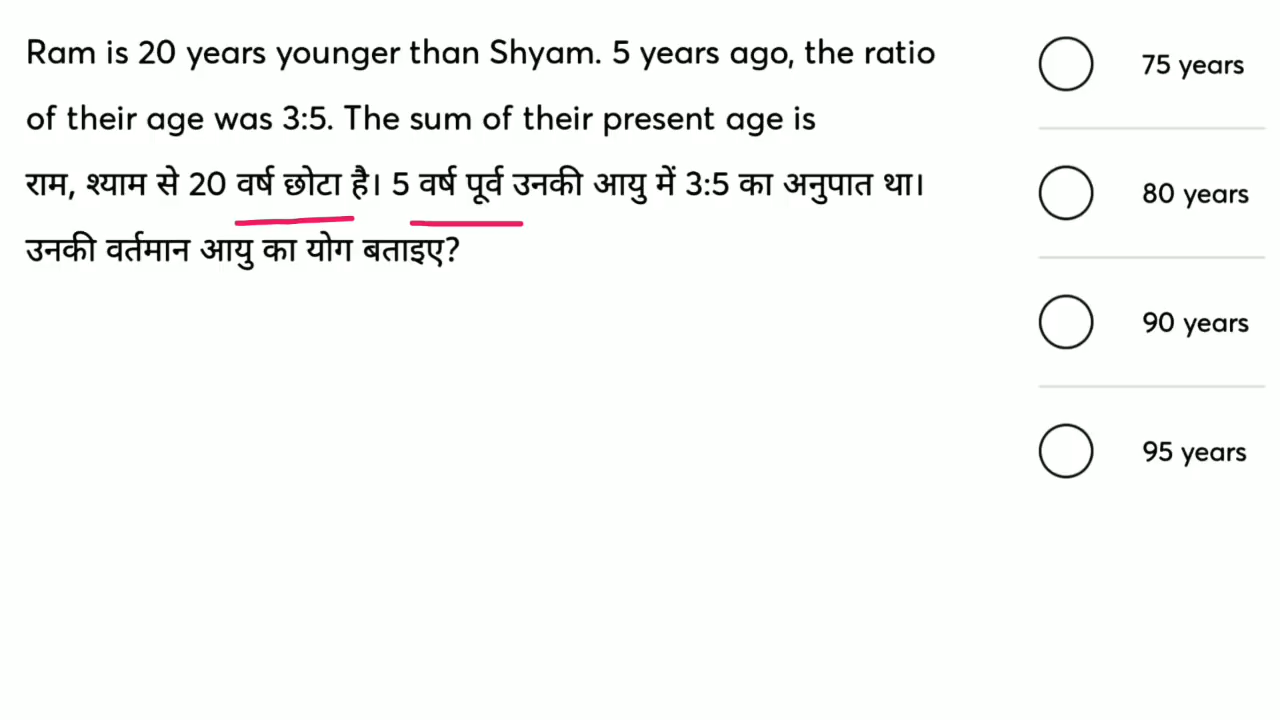 Ram is 20 years younger than Shyam. 5 years ago, the ratio
of their age was 3:5. The sum of their present age is
राम, श्याम से 20 वर्ष छोटा है। 5 वर्ष पूर्व उनकी आयु में 3:5 का अनुपात था।
उनकी वर्तमान आयु का योग बताइए?
75 years
80 years
90 years
95 years